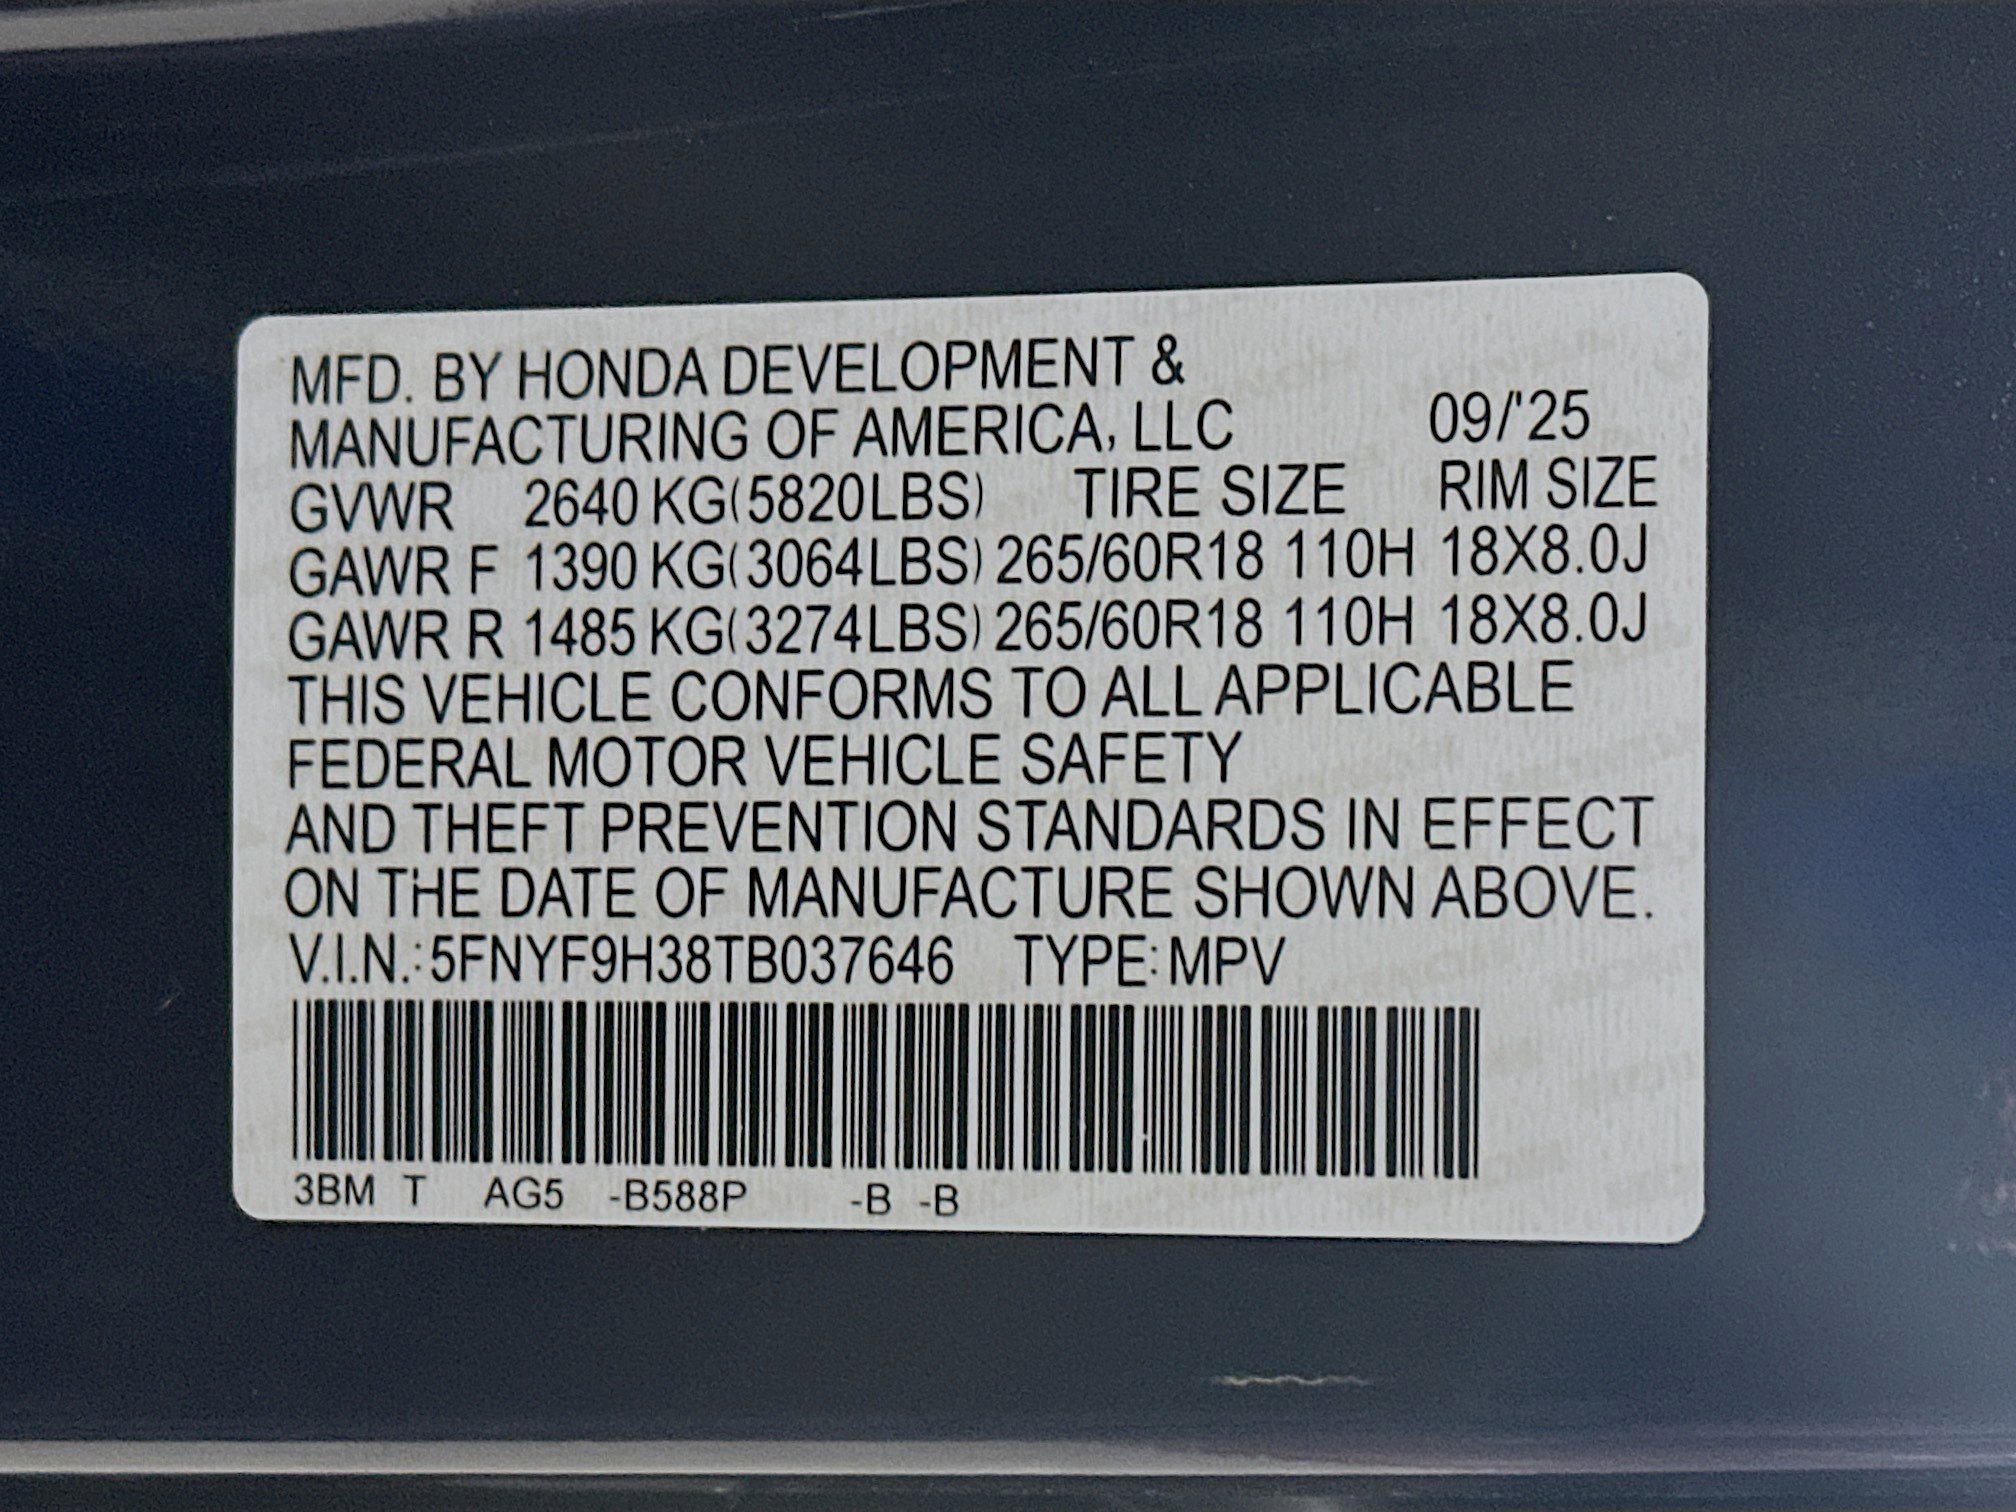 MFD. BY HONDA DEVELOPMENT &
MANUFACTURING OF AMERICA, LLC 09/'25
GVWR 2640 KG(5820LBS) TIRE SIZE RIM SIZE
GAWR F 1390 KG(3064LBS) 265/60R18 110H 18X8.0J
GAWR R 1485 KG(3274LBS) 265/60R18 110H 18X8.0J
THIS VEHICLE CONFORMS TO ALL APPLICABLE
FEDERAL MOTOR VEHICLE SAFETY
AND THEFT PREVENTION STANDARDS IN EFFECT
ON THE DATE OF MANUFACTURE SHOWN ABOVE.
V.I.N.:5FNYF9H38TB037646 TYPE:MPV
3BM T AG5 -B588P -B -B